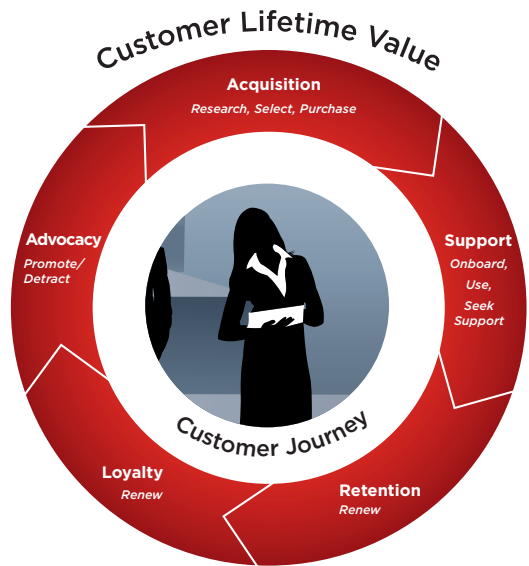 Customer Lifetime Value
Acquisition
Research, Select, Purchase
Support
Onboard,
Use,
Seek
Support
Retention
Renew
Loyalty
Renew
Advocacy
Promote/
Detract
Customer Journey